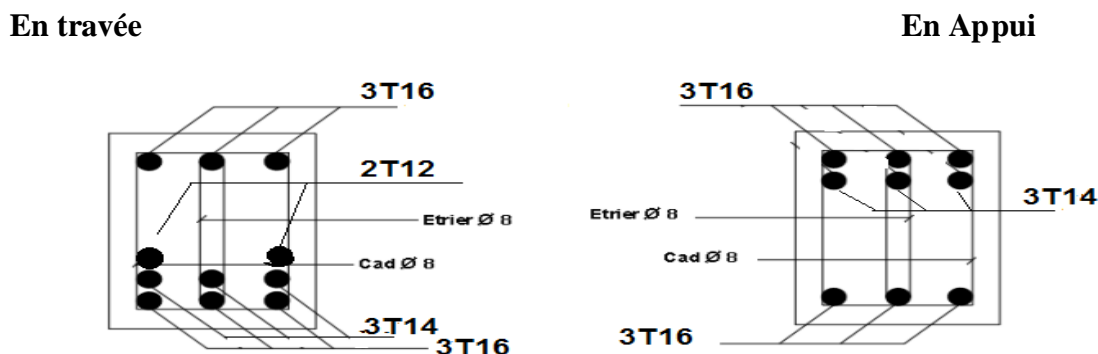 En travée
En Appui
3T16
2T12
Etrier Ø 8
Cad Ø 8
3T14
3T16
3T16
3T14
Etrier Ø 8
Cad Ø 8
3T16